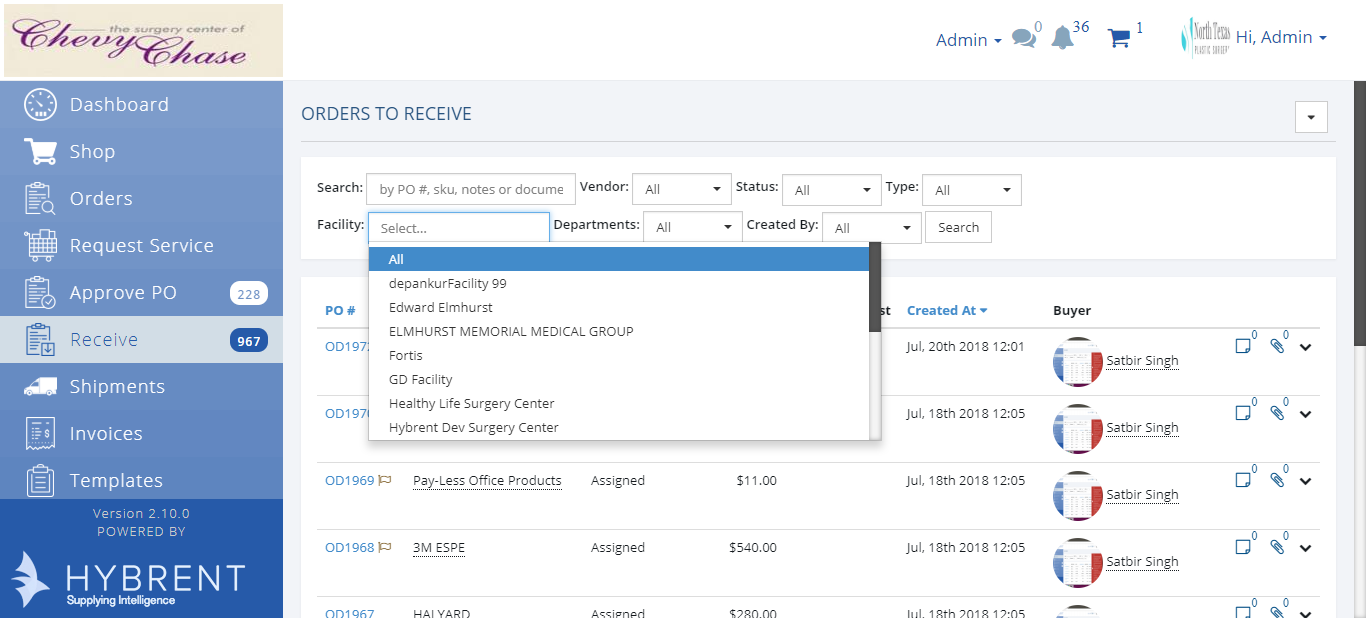 the surgery center of
Chevy Chase
Admin
0
36
1
North Texas
PLASTIC SURGERY
Hi, Admin
Dashboard
Shop
Orders
Request Service
Approve PO 228
Receive 967
Shipments
Invoices
Templates
Version 2.10.0
POWERED BY
HYBRENT
Supplying Intelligence
ORDERS TO RECEIVE
Search: by PO #, sku, notes or docume Vendor: All Status: All Type: All
Facility: Select... Departments: All Created By: All Search
All
depankurFacility 99
Edward Elmhurst
ELMHURST MEMORIAL MEDICAL GROUP
Fortis
GD Facility
Healthy Life Surgery Center
Hybrent Dev Surgery Center
PO # st Created At Buyer
Jul, 20th 2018 12:01 Satbir Singh 0 0
Jul, 18th 2018 12:05 Satbir Singh 0 0
OD1969 Pay-Less Office Products Assigned $11.00 Jul, 18th 2018 12:05 Satbir Singh 0 0
OD1968 3M ESPE Assigned $540.00 Jul, 18th 2018 12:05 Satbir Singh 0 0
OD1967 HALYARD Assigned $280.00 Jul, 18th 2018 12:05 0 0